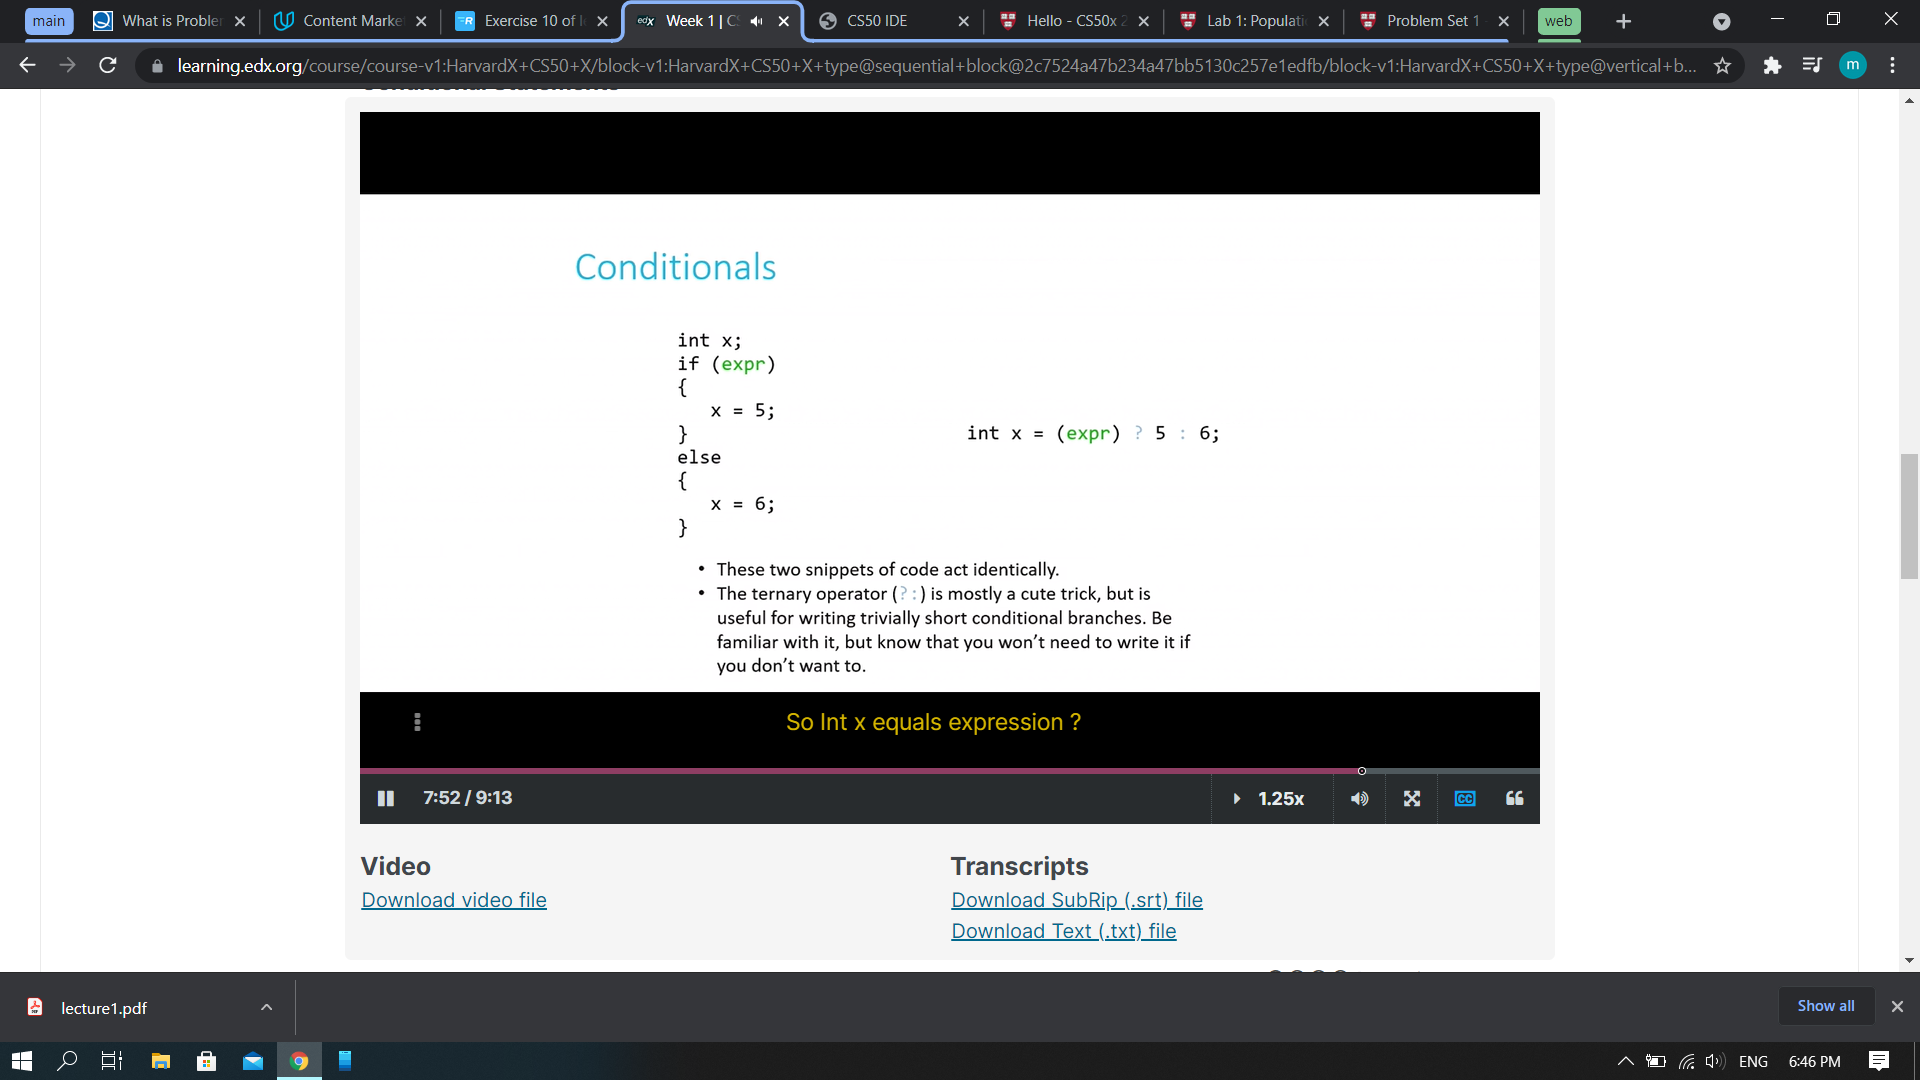 main
What is Proble
Content Marke
Exercise 10 of
edx Week 1 | C
CS50 IDE
Hello - CS50x 2
Lab 1: Populati
Problem Set 1
web
learning.edx.org/course/course-v1:HarvardX+CS50+X/block-v1:HarvardX+CS50+X+type@sequential+block@2c7524a47b234a47bb5130c257e1edfb/block-v1:HarvardX+CS50+X+type@vertical+b...
m
Conditionals
int x;
if (expr)
{
x = 5;
}
else
{
x = 6;
}
int x = (expr) ? 5 : 6;
• These two snippets of code act identically.
• The ternary operator (?:) is mostly a cute trick, but is
useful for writing trivially short conditional branches. Be
familiar with it, but know that you won't need to write it if
you don't want to.
So Int x equals expression ?
7:52 / 9:13
1.25x
CC
Video
Download video file
Transcripts
Download SubRip (.srt) file
Download Text (.txt) file
lecture1.pdf
Show all
ENG
6:46 PM